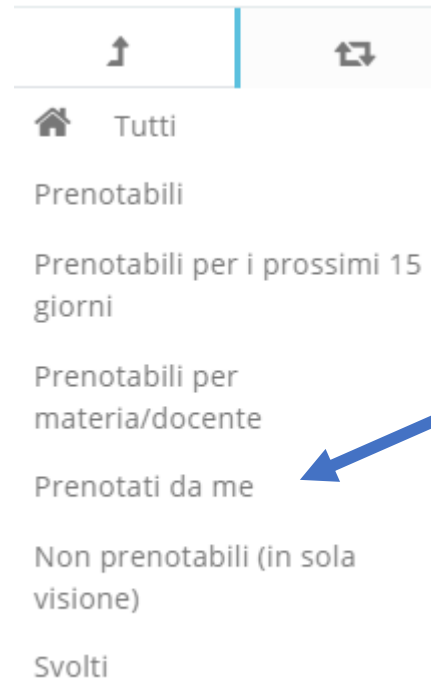 Tutti
Prenotabili
Prenotabili per i prossimi 15
giorni
Prenotabili per
materia/docente
Prenotati da me
Non prenotabili (in sola
visione)
Svolti